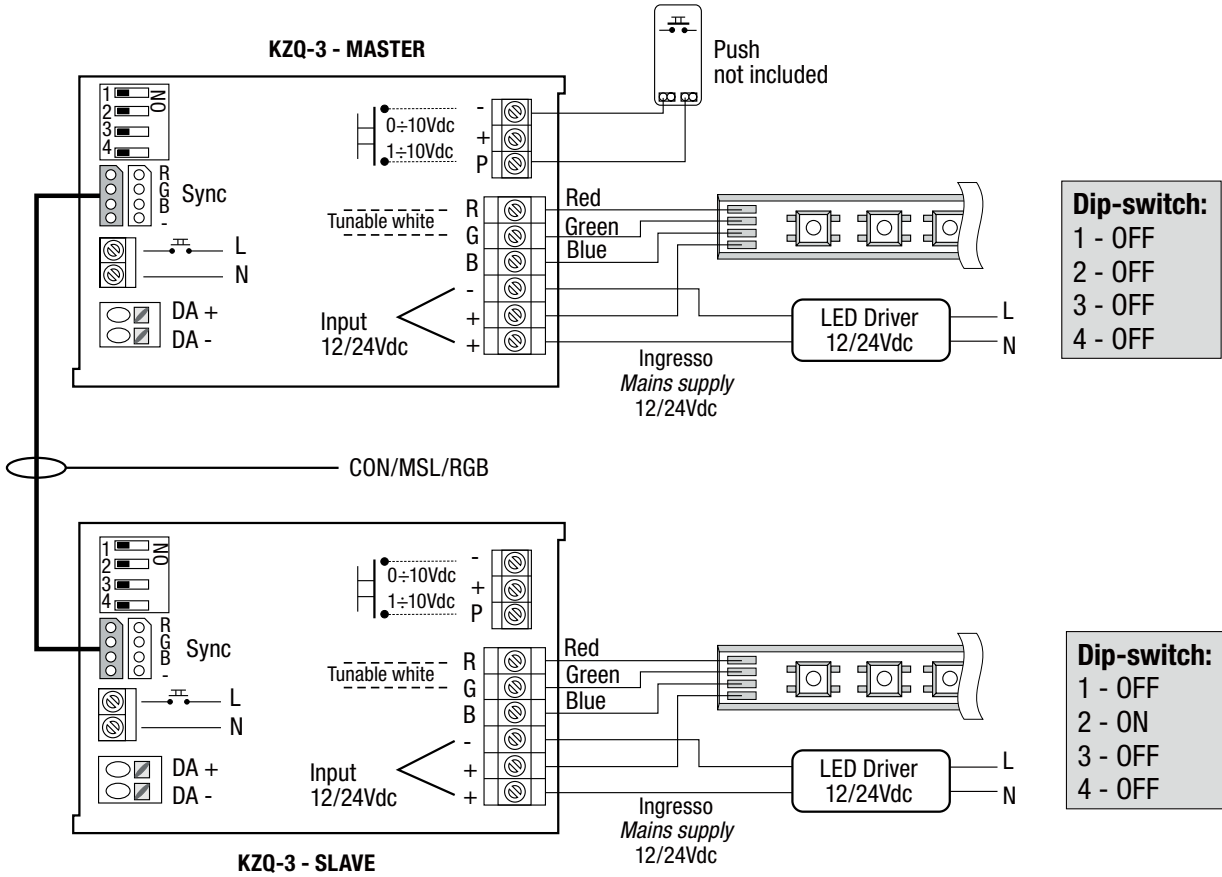 KZQ-3 - MASTER
Push
not included
1
2
3
4
ON
R
G
B
-
Sync
L
N
DA +
DA -
0÷10Vdc
1÷10Vdc
-
+
P
Tunable white
R
G
B
-
+
+
Input
12/24Vdc
Red
Green
Blue
LED Driver
12/24Vdc
L
N
Ingresso
Mains supply
12/24Vdc
Dip-switch:
1 - OFF
2 - OFF
3 - OFF
4 - OFF
CON/MSL/RGB
1
2
3
4
ON
R
G
B
-
Sync
L
N
DA +
DA -
0÷10Vdc
1÷10Vdc
-
+
P
Tunable white
R
G
B
-
+
+
Input
12/24Vdc
Red
Green
Blue
LED Driver
12/24Vdc
L
N
Ingresso
Mains supply
12/24Vdc
Dip-switch:
1 - OFF
2 - ON
3 - OFF
4 - OFF
KZQ-3 - SLAVE